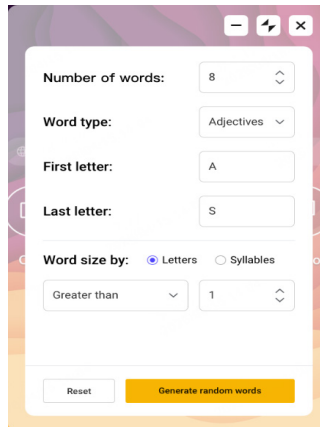 Number of words: 8
Word type: Adjectives
First letter: A
Last letter: S
Word size by: Letters Syllables
Greater than 1
Reset Generate random words